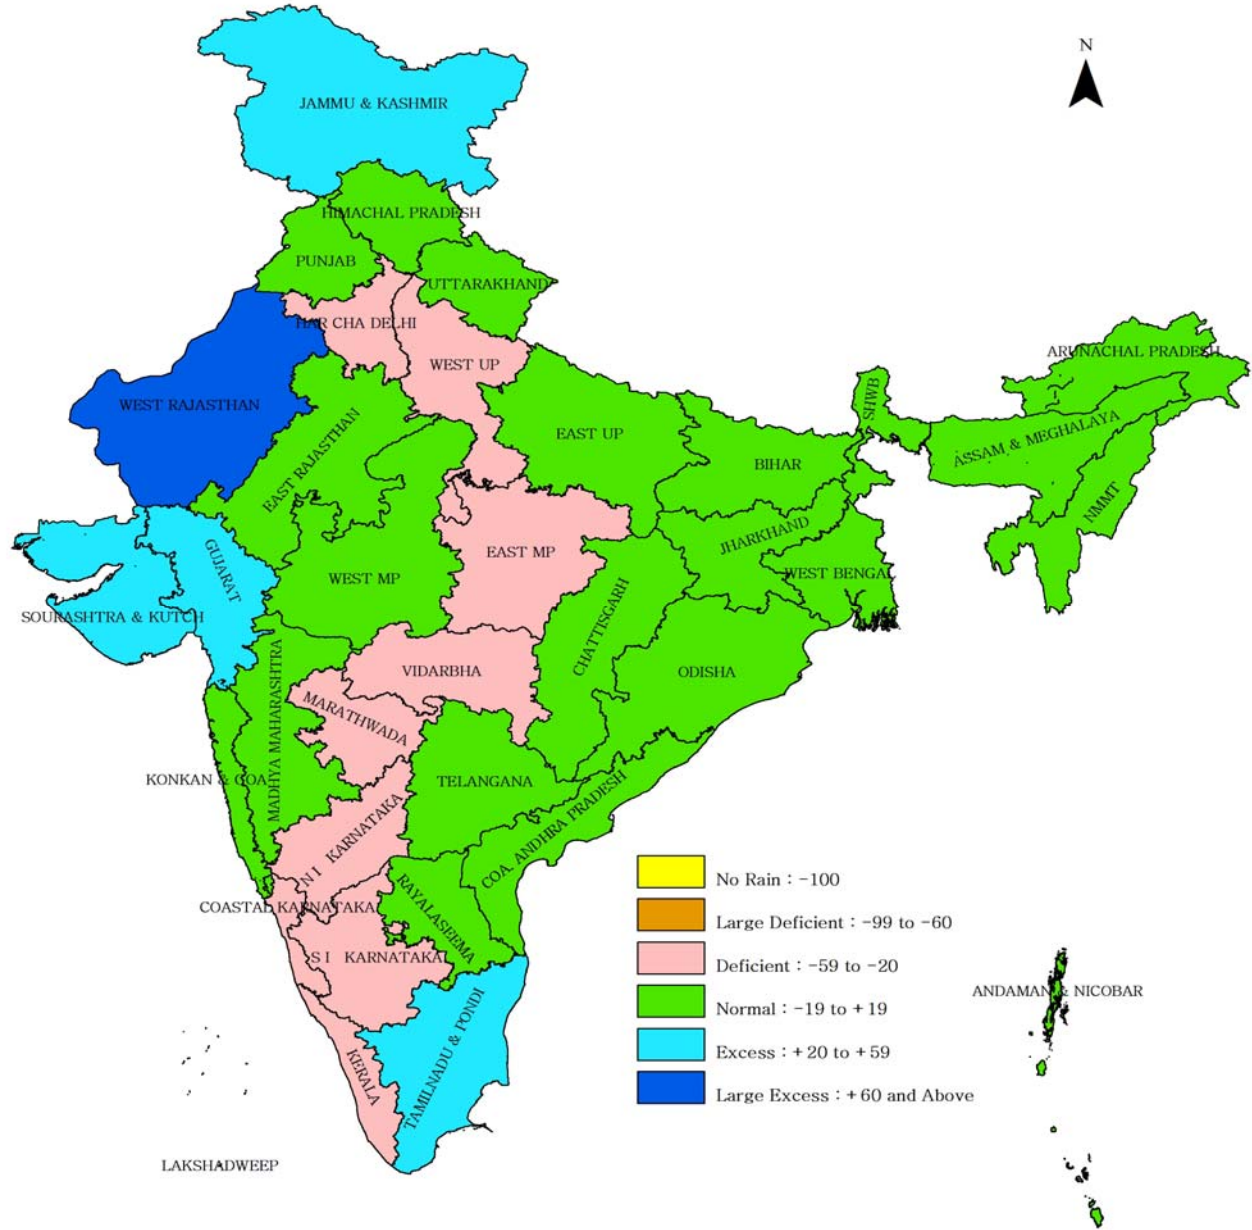 N
JAMMU & KASHMIR
HIMACHAL PRADESH
PUNJAB
UTTARAKHAND
HAR CHA DELHI
WEST UP
ARUNACHAL PRADESH
WEST RAJASTHAN
SHWB
EAST RAJASTHAN
EAST UP
ASSAM & MEGHALAYA
BIHAR
NMMT
JHARKHAND
GUJARAT
EAST MP
WEST MP
WEST BENGAL
SOURASHTRA & KUTCH
CHATTISGARH
VIDARBHA
ODISHA
MADHYA MAHARASHTRA
MARATHWADA
KONKAN & GOA
TELANGANA
COA. ANDHRA PRADESH
N I KARNATAKA
RAYALASEEMA
COASTAL KARNATAKA
S I KARNATAKA
No Rain : -100
Large Deficient : -99 to -60
Deficient : -59 to -20
Normal : -19 to +19
Excess : +20 to +59
Large Excess : +60 and Above
ANDAMAN & NICOBAR
TAMILNADU & PONDI
KERALA
LAKSHADWEEP